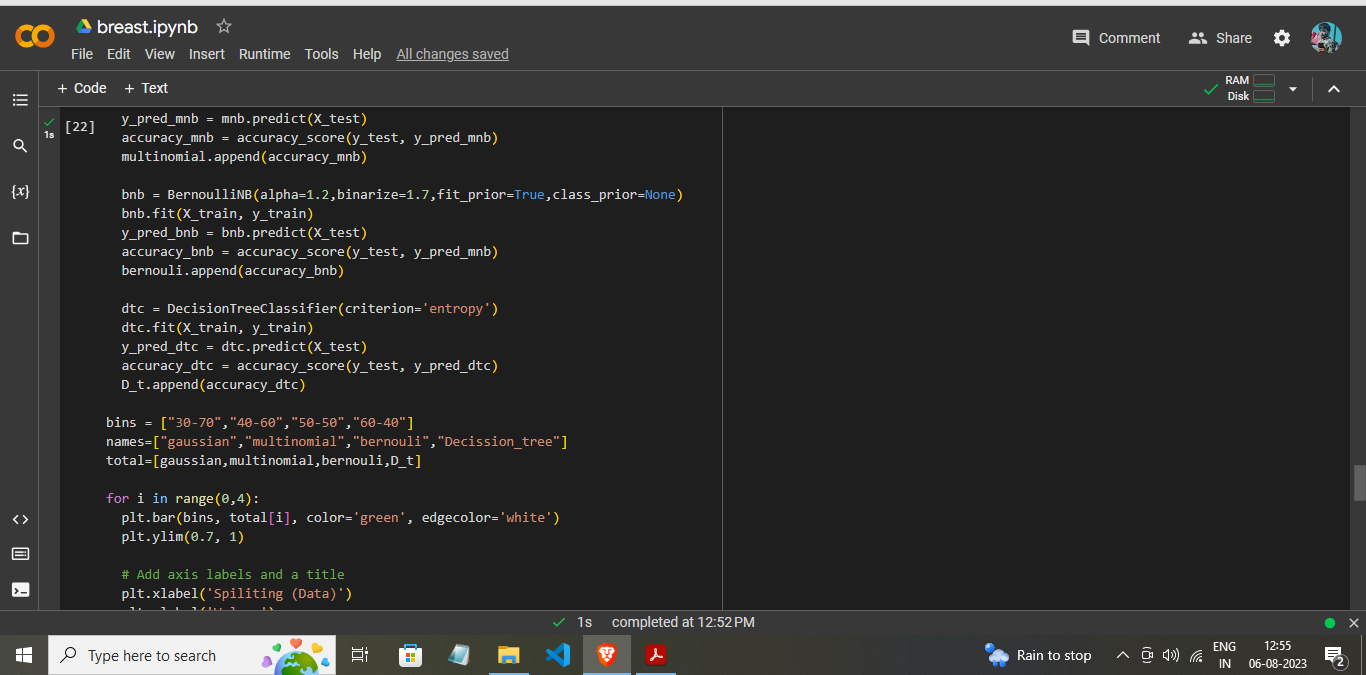 breast.ipynb
File Edit View Insert Runtime Tools Help All changes saved
Comment Share
+ Code + Text
RAM
Disk
1s
[22]
y_pred_mnb = mnb.predict(X_test)
accuracy_mnb = accuracy_score(y_test, y_pred_mnb)
multinomial.append(accuracy_mnb)
bnb = BernoulliNB(alpha=1.2,binarize=1.7,fit_prior=True,class_prior=None)
bnb.fit(X_train, y_train)
y_pred_bnb = bnb.predict(X_test)
accuracy_bnb = accuracy_score(y_test, y_pred_mnb)
bernouli.append(accuracy_bnb)
dtc = DecisionTreeClassifier(criterion='entropy')
dtc.fit(X_train, y_train)
y_pred_dtc = dtc.predict(X_test)
accuracy_dtc = accuracy_score(y_test, y_pred_dtc)
D_t.append(accuracy_dtc)
bins = ["30-70","40-60","50-50","60-40"]
names=["gaussian","multinomial","bernouli","Decission_tree"]
total=[gaussian,multinomial,bernouli,D_t]
for i in range(0,4):
plt.bar(bins, total[i], color='green', edgecolor='white')
plt.ylim(0.7, 1)
# Add axis labels and a title
plt.xlabel('Spiliting (Data)')
1s completed at 12:52 PM
Type here to search
Rain to stop
ENG
IN
12:55
06-08-2023
2